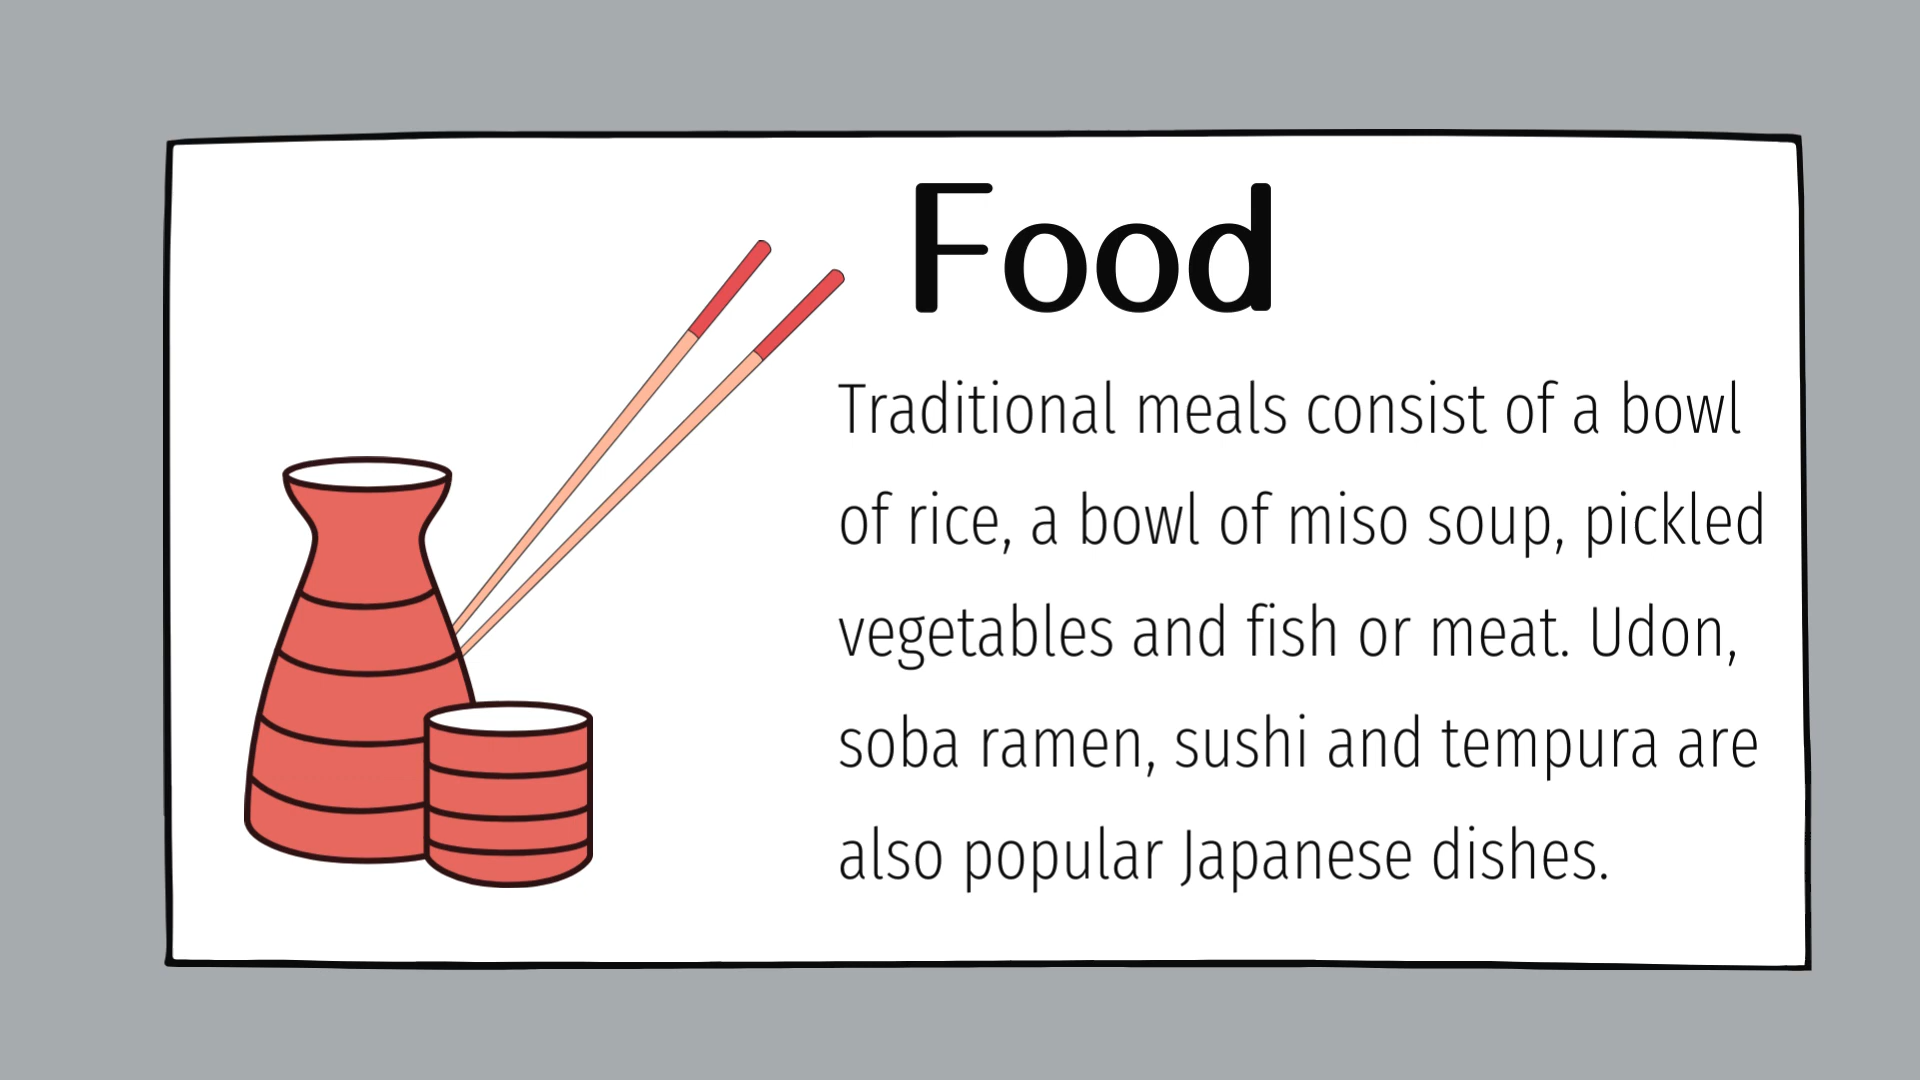 Food
Traditional meals consist of a bowl
of rice, a bowl of miso soup, pickled
vegetables and fish or meat. Udon,
soba ramen, sushi and tempura are
also popular Japanese dishes.